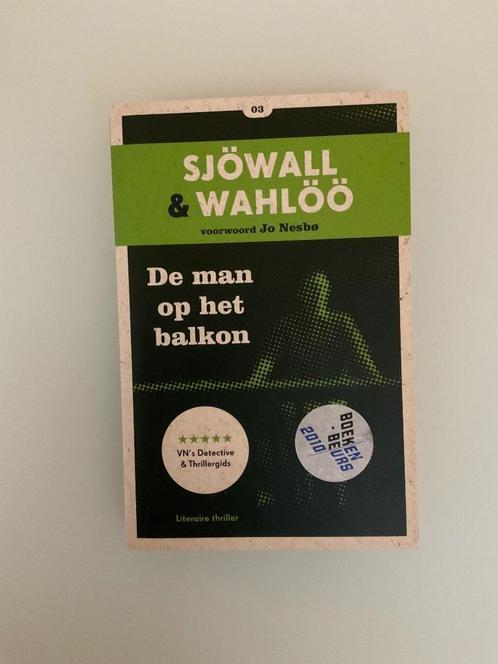 03
SJÖWALL
& WAHLÖÖ
voorwoord Jo Nesbø
De man
op het
balkon
★★★★★
VN's Detective
& Thrillergids
BOEKEN
•BEURS
2010
Literaire thriller